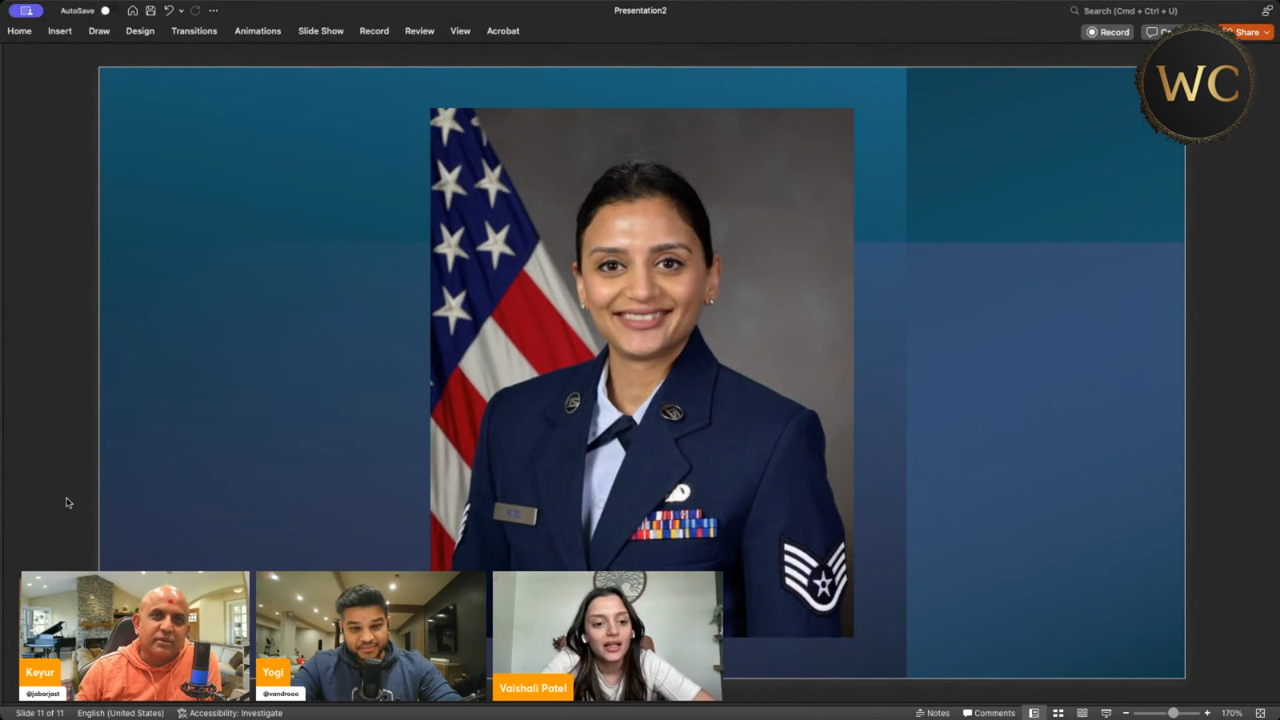 AutoSave
Presentation2
Search (Cmd + Ctrl + U)
Home Insert Draw Design Transitions Animations Slide Show Record Review View Acrobat
Record
Share
WC
Keyur
@jabarjast
Yogi
@vandrooo
Vaishali Patel
Slide 11 of 11 English (United States) Accessibility: Investigate
Notes Comments 170%